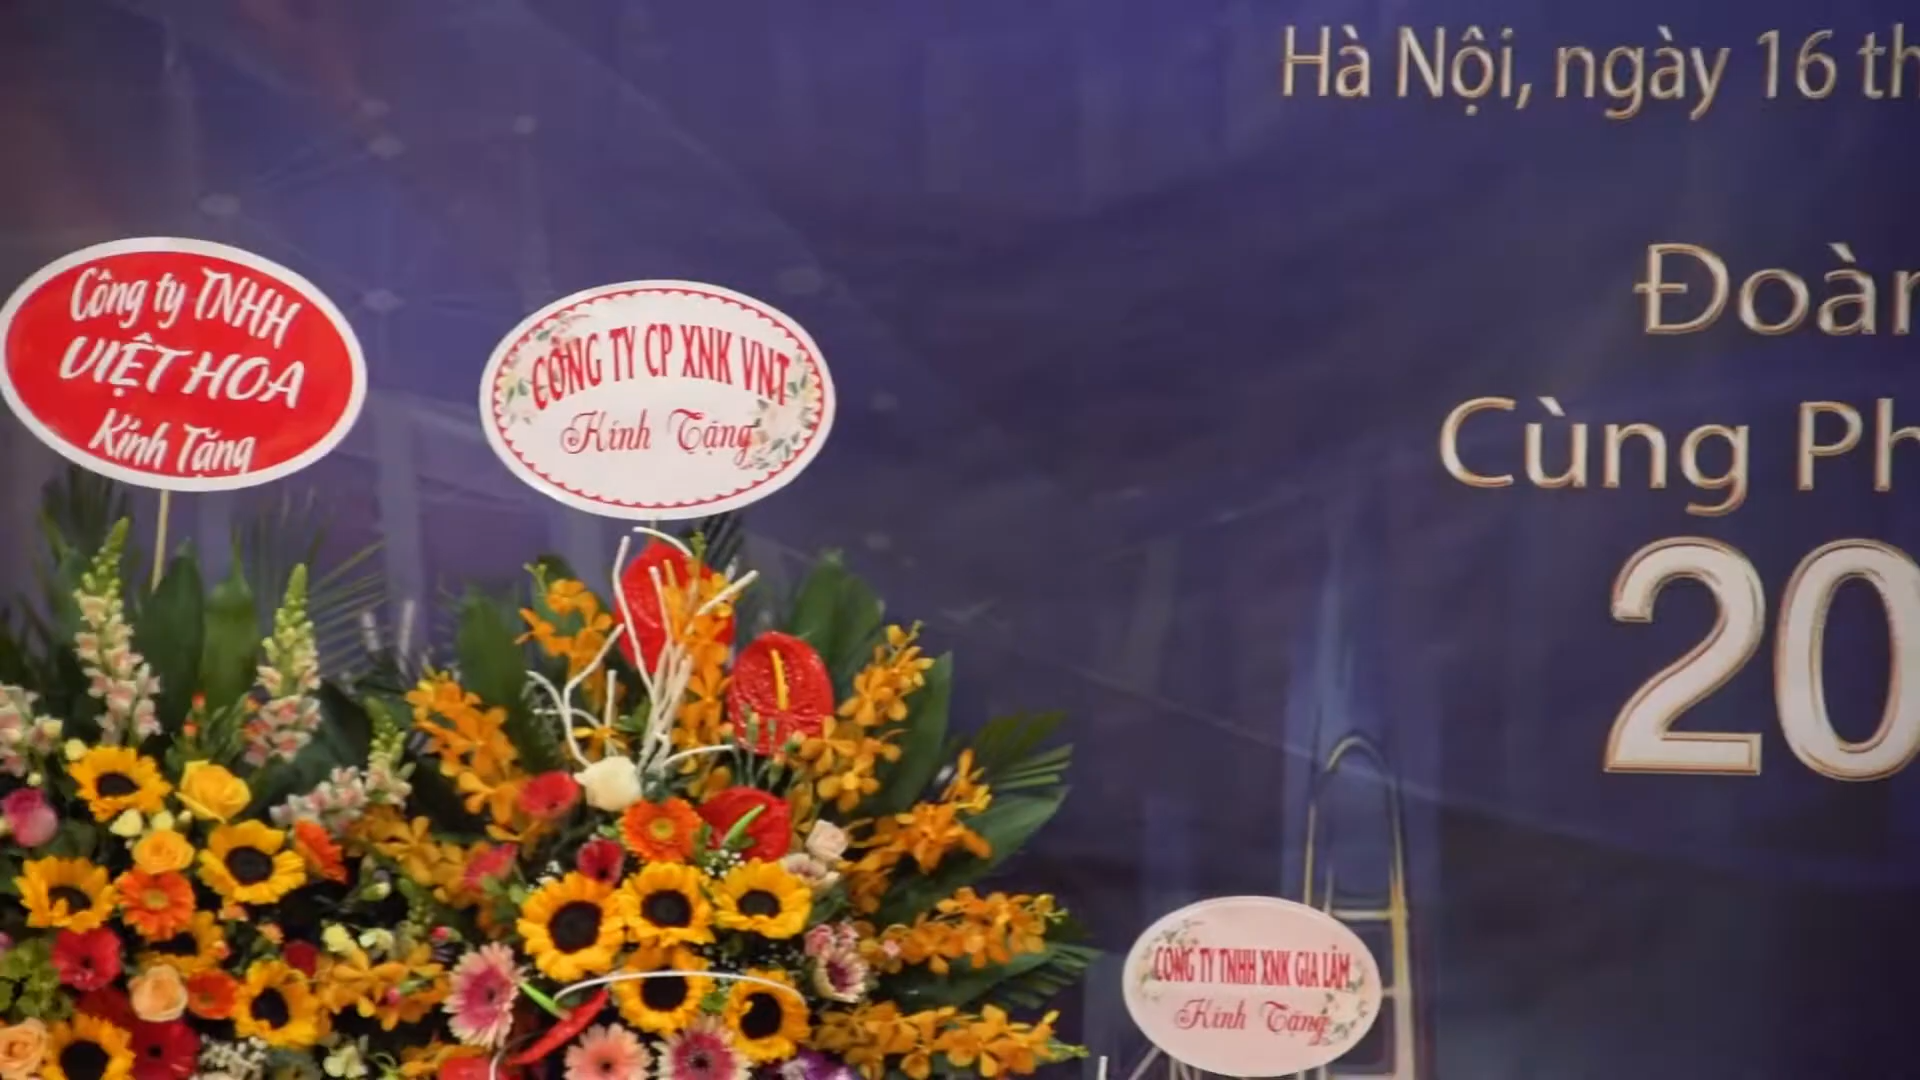 Hà Nội, ngày 16 th
Đoàn
Cùng Ph
20
Công ty TNHH
VIỆT HOA
Kính Tặng
CÔNG TY CP XNK VNT
Kính Tặng
CÔNG TY TNHH XNK GIA LÂM
Kính Tặng